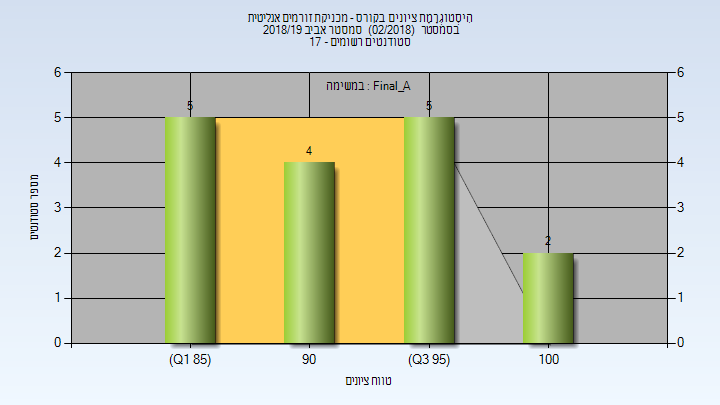 היסטוגרמת ציונים בקורס - מכניקת זורמים אנליטית
בסמסטר (02/2018) סמסטר אביב 2018/19
סטודנטים רשומים - 17
במשימה : Final_A
6 6
5 5
4 4
3 3
2 2
1 1
0 0
5 4 5 2
מספר סטודנטים
(Q1 85) 90 (Q3 95) 100
טווח ציונים